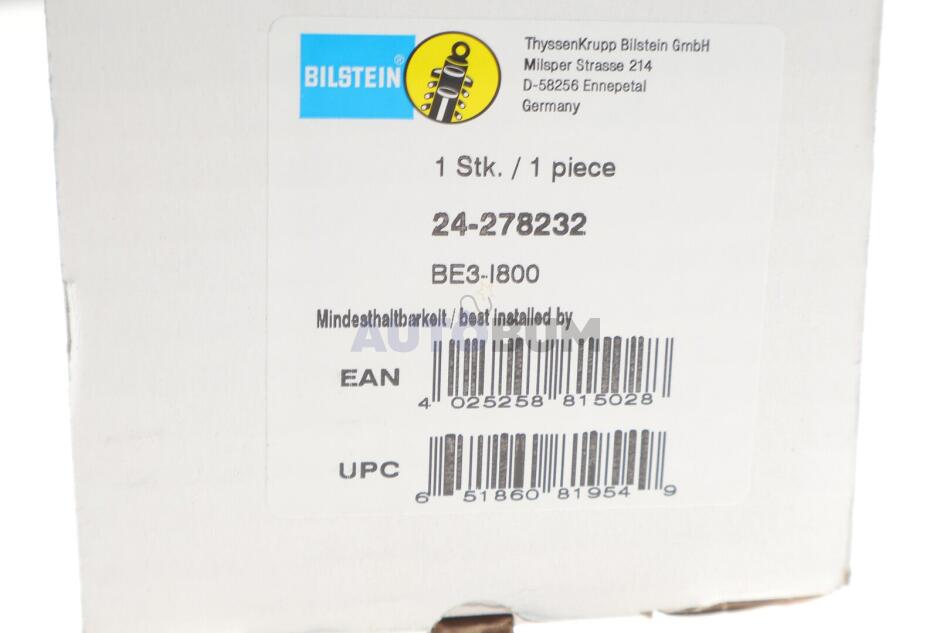 BILSTEIN®
ThyssenKrupp Bilstein GmbH
Milsper Strasse 214
D-58256 Ennepetal
Germany
1 Stk. / 1 piece
24-278232
BE3-I800
Mindesthaltbarkeit / best installed by
AUTOBUM
EAN
4 025258 815028
UPC
6 51860 81954 9